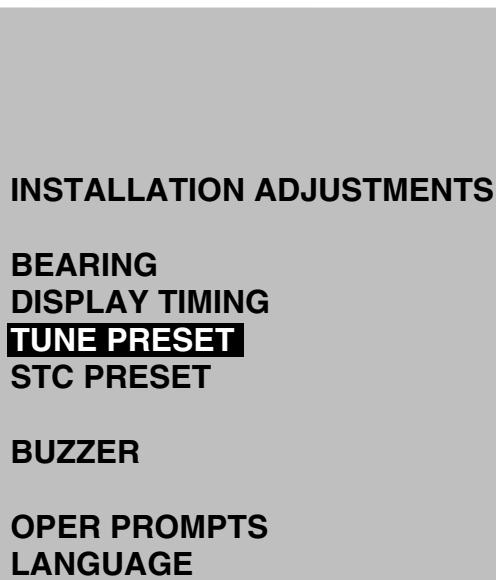 INSTALLATION ADJUSTMENTS
BEARING
DISPLAY TIMING
TUNE PRESET
STC PRESET
BUZZER
OPER PROMPTS
LANGUAGE